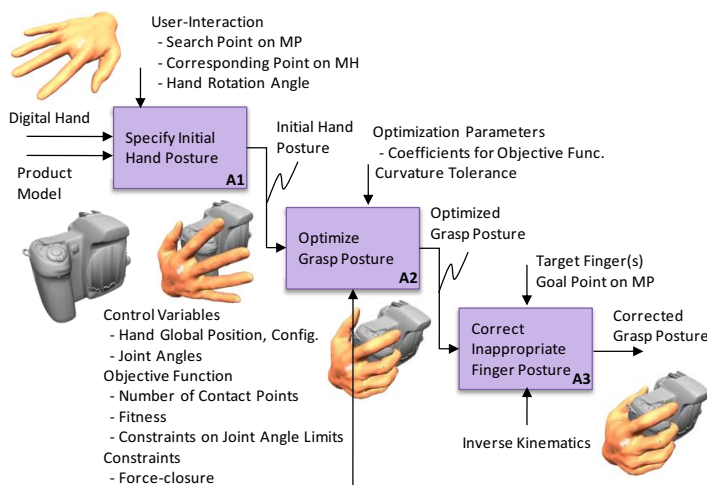 User-Interaction
- Search Point on MP
- Corresponding Point on MH
- Hand Rotation Angle
Digital Hand
Product
Model
Specify Initial
Hand Posture
A1
Initial Hand
Posture
Optimization Parameters
- Coefficients for Objective Func.
Curvature Tolerance
Optimize
Grasp Posture
A2
Optimized
Grasp Posture
Target Finger(s)
Goal Point on MP
Correct
Inappropriate
Finger Posture
A3
Corrected
Grasp Posture
Inverse Kinematics
Control Variables
- Hand Global Position, Config.
- Joint Angles
Objective Function
- Number of Contact Points
- Fitness
- Constraints on Joint Angle Limits
Constraints
- Force-closure